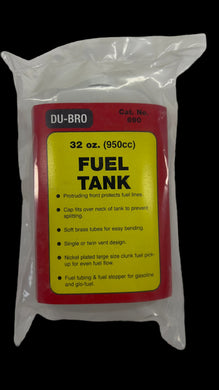 DU-BRO
Cat. No.
690
32 oz. (950cc)
FUEL
TANK
• Protruding front protects fuel lines.
• Cap fits over neck of tank to prevent
splitting.
• Soft brass tubes for easy bending.
• Single or twin vent design.
• Nickel plated large size clunk fuel pick-
up for even fuel flow.
• Fuel tubing & fuel stopper for gasoline
and glo-fuel.